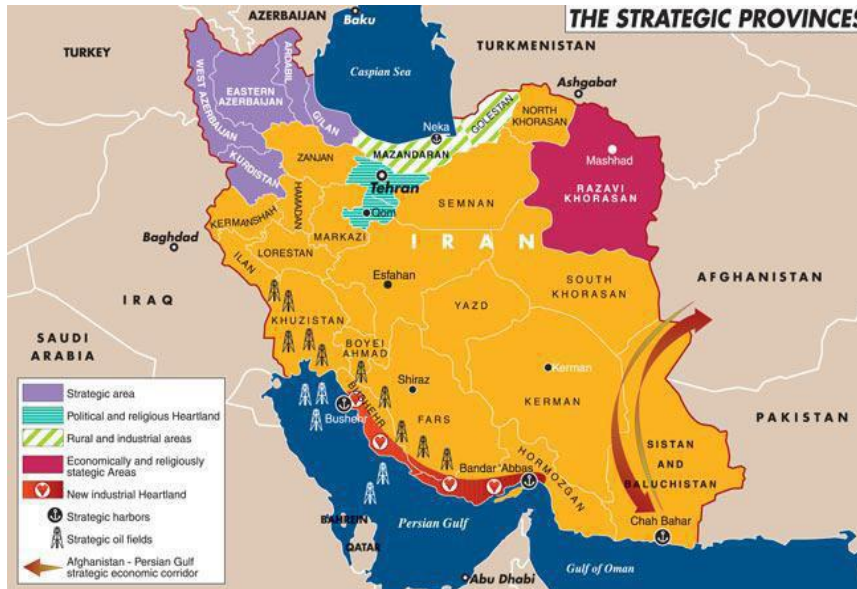 THE STRATEGIC PROVINCES
AZERBAIJAN
Baku
TURKEY
TURKMENISTAN
Caspian Sea
Ashgabat
ARDABIL
EASTERN
AZERBAIJAN
WEST AZERBAIJAN
GILAN
KURDISTAN
Neka
GOLESTAN
NORTH
KHORASAN
MAZANDARAN
ZANJAN
Mashhad
RAZAVI
KHORASAN
Tehran
Qom
SEMNAN
HAMADAN
KERMANSHAH
MARKAZI
Baghdad
ILAN
LORESTAN
IRAN
Esfahan
SOUTH
KHORASAN
AFGHANISTAN
IRAQ
YAZD
KHUZISTAN
SAUDI
ARABIA
BOYEI
AHMAD
Shiraz
Kerman
KERMAN
BUSHEHR
Bushehr
FARS
PAKISTAN
SISTAN
AND
BALUCHISTAN
Bandar 'Abbas
HORMOZGAN
Chah Bahar
BAHREIN
QATAR
Persian Gulf
Abu Dhabi
Gulf of Oman
Strategic area
Political and religious Heartland
Rural and industrial areas
Economically and religiously
stategic Areas
New industrial Heartland
Strategic harbors
Strategic oil fields
Afghanistan - Persian Gulf
strategic economic corridor